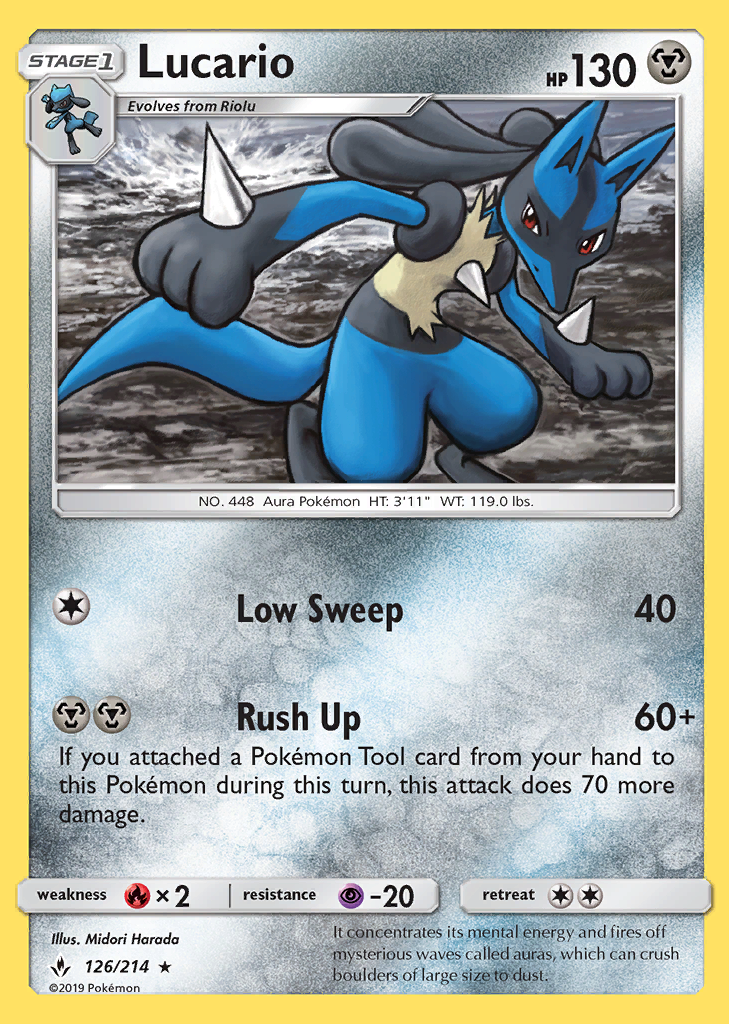 STAGE1
Lucario
HP 130
Evolves from Riolu
NO. 448 Aura Pokémon HT: 3'11" WT: 119.0 lbs.
Low Sweep 40
Rush Up 60+
If you attached a Pokémon Tool card from your hand to
this Pokémon during this turn, this attack does 70 more
damage.
weakness ×2 resistance -20 retreat
Illus. Midori Harada
126/214 ★
©2019 Pokémon
It concentrates its mental energy and fires off
mysterious waves called auras, which can crush
boulders of large size to dust.